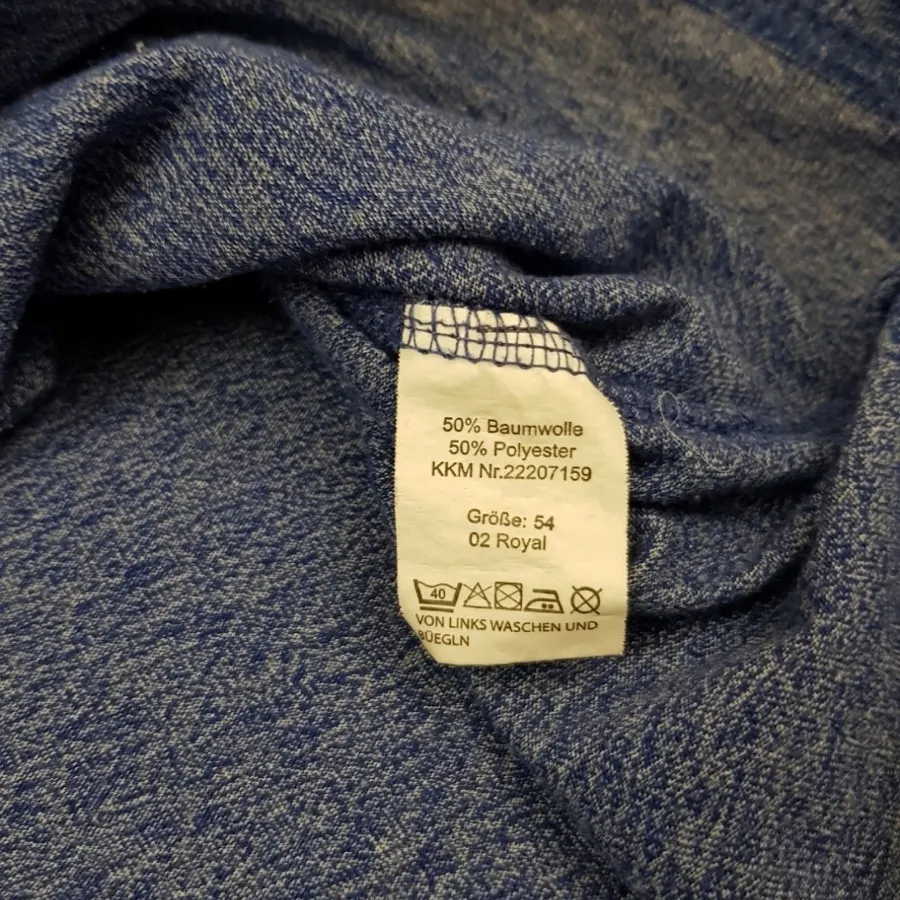 50% Baumwolle
50% Polyester
KKM Nr.22207159
Größe: 54
02 Royal
40
VON LINKS WASCHEN UND
BÜEGLN